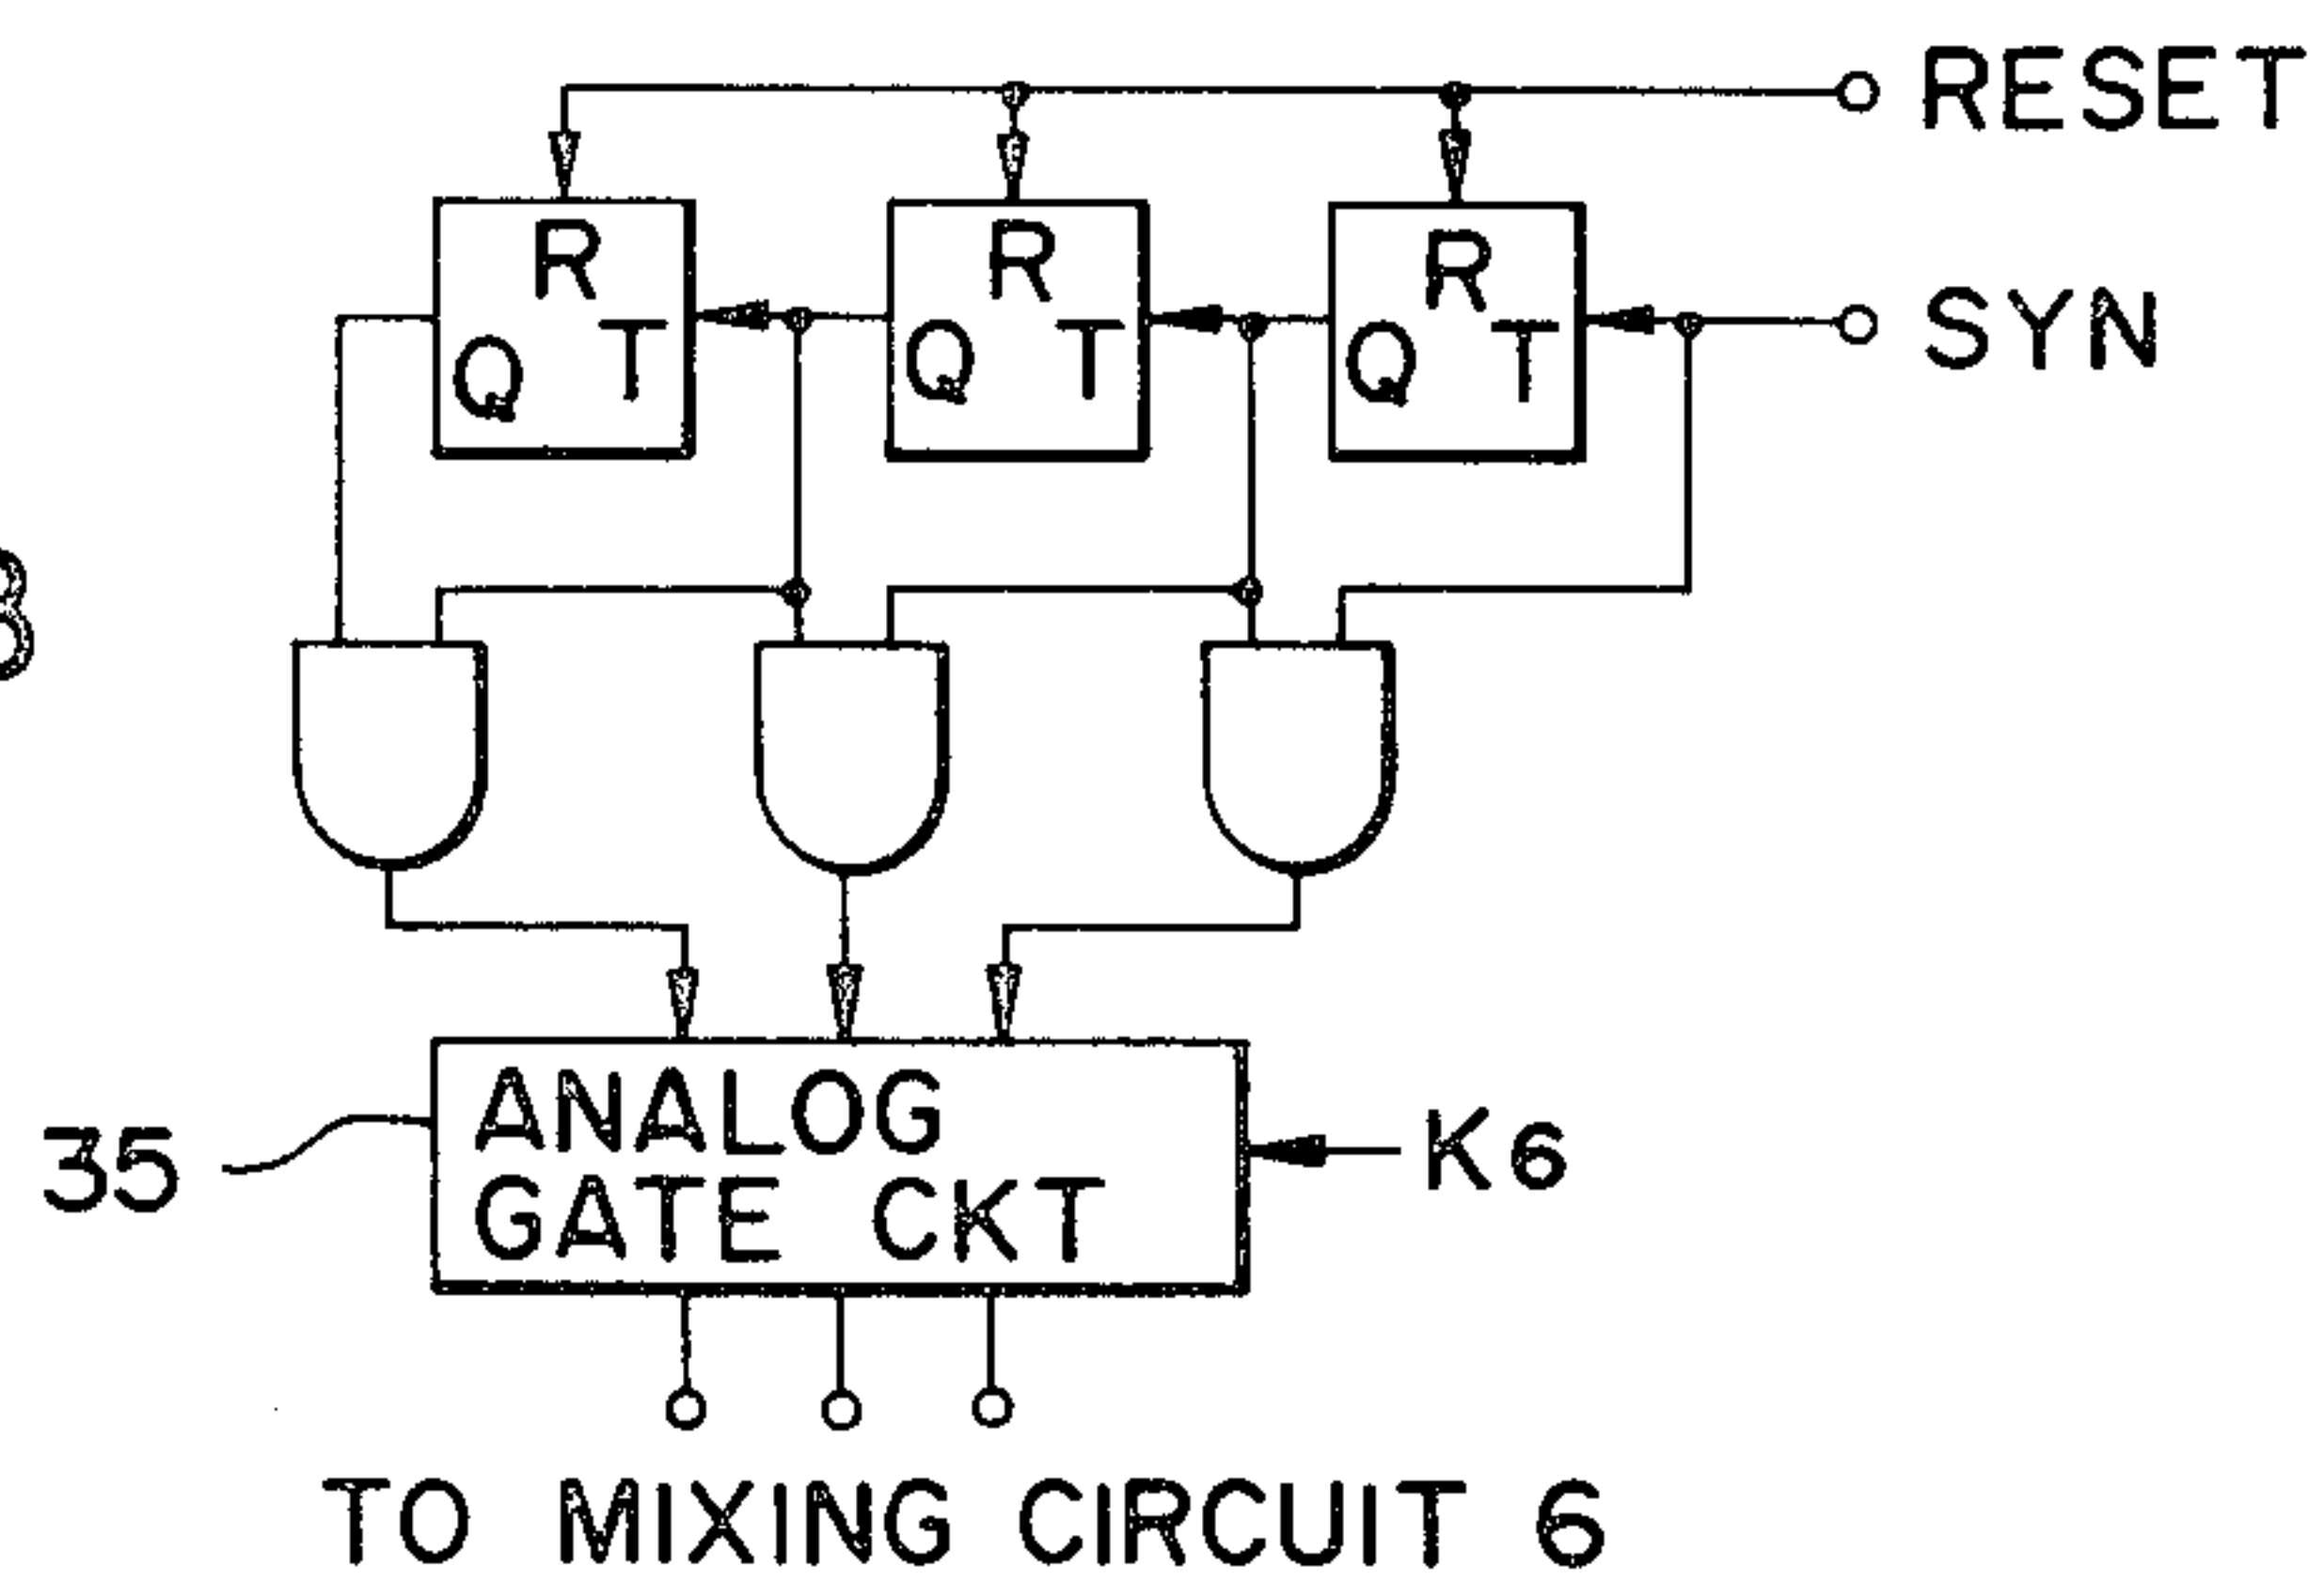 RESET
R
R
R
SYN
Q
T
Q
T
Q
T
ANALOG
GATE CKT
35
K6
TO MIXING CIRCUIT 6